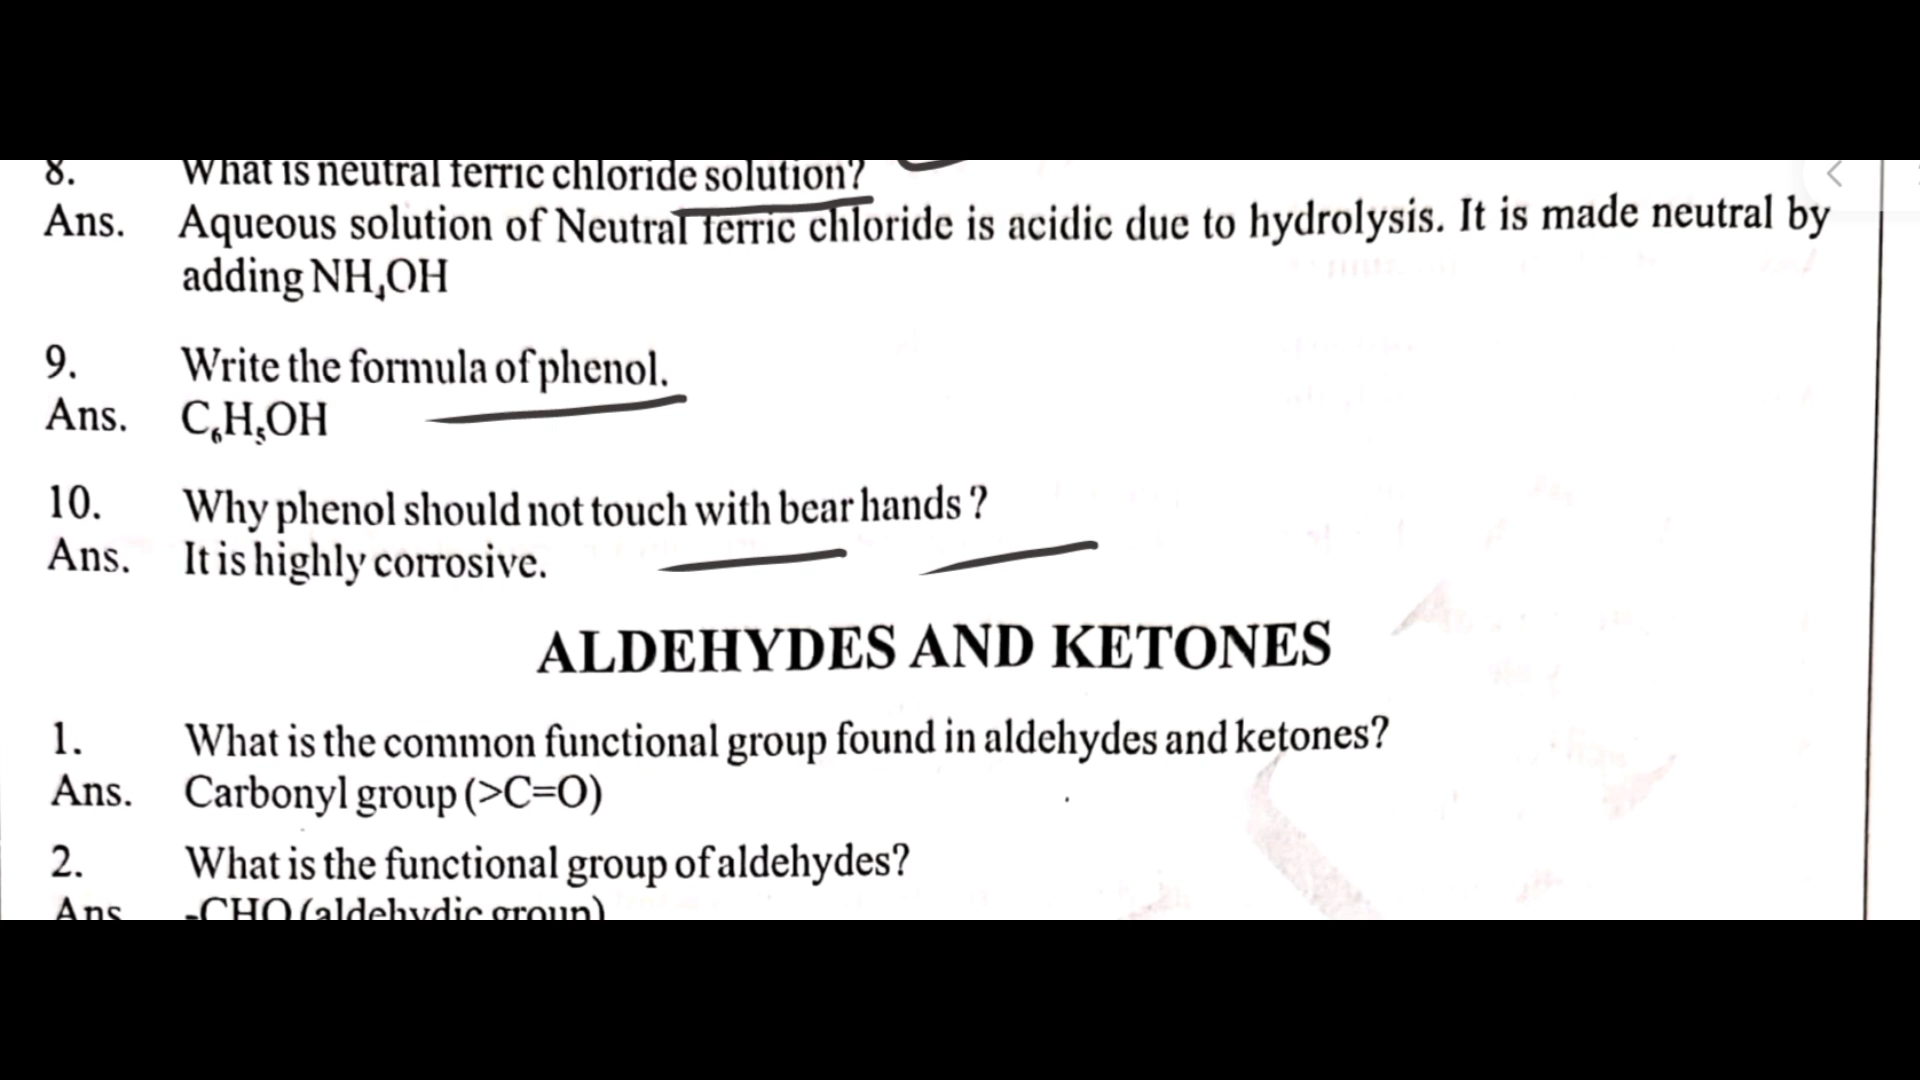 8. What is neutral ferric chloride solution?
Ans. Aqueous solution of Neutral ferric chloride is acidic due to hydrolysis. It is made neutral by
adding NH₄OH
9. Write the formula of phenol.
Ans. C₆H₅OH
10. Why phenol should not touch with bear hands ?
Ans. It is highly corrosive.
ALDEHYDES AND KETONES
1. What is the common functional group found in aldehydes and ketones?
Ans. Carbonyl group (>C=O)
2. What is the functional group of aldehydes?
Ans -CHO (aldehydic group)